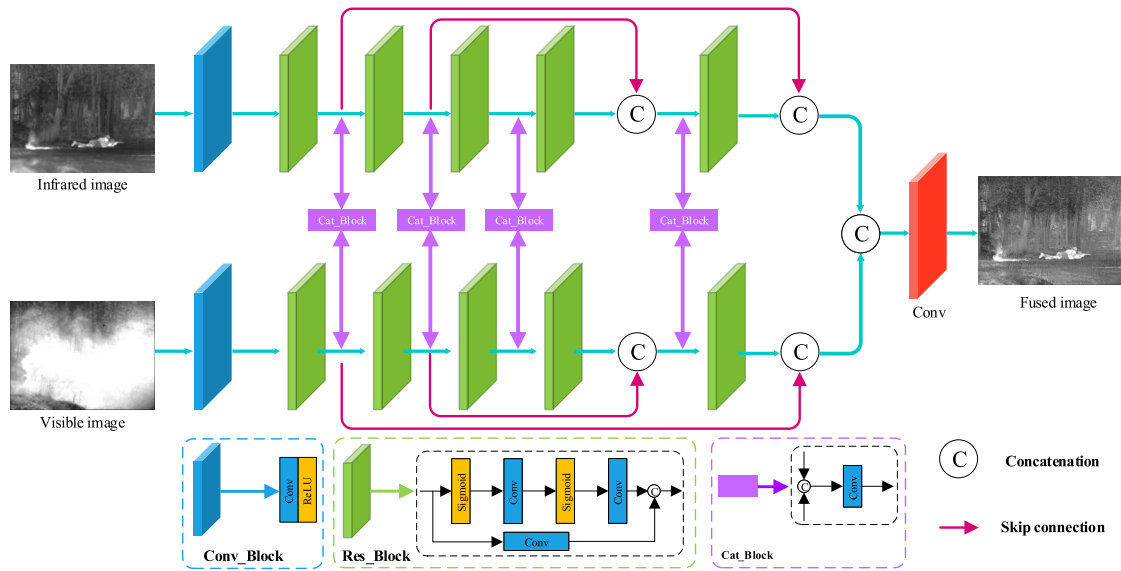 C
C
Infrared image
Cat_Block
Cat_Block
Cat_Block
Cat_Block
C
Conv
Fused image
Visible image
C
C
Conv
ReLU
Conv_Block
Sigmoid
Conv
Sigmoid
Conv
C
Conv
Res_Block
C
Conv
Cat_Block
C
Concatenation
Skip connection